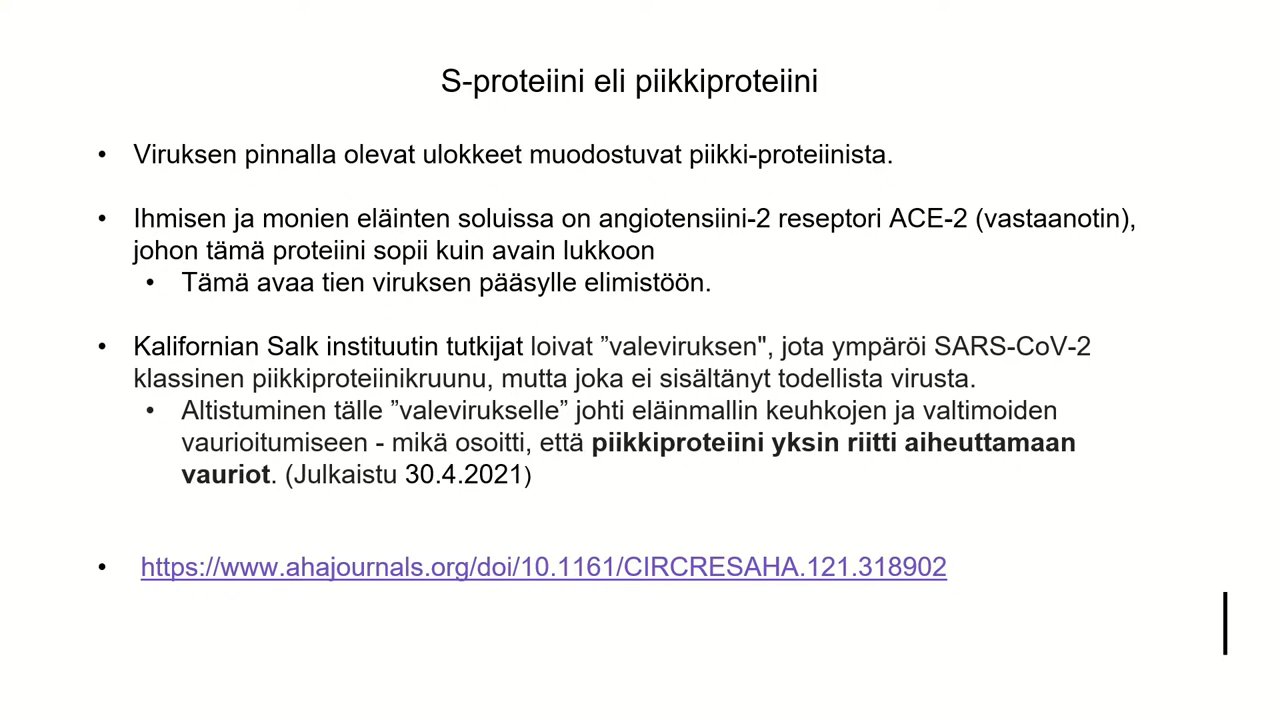 S-proteiini eli piikkiproteiini
• Viruksen pinnalla olevat ulokkeet muodostuvat piikki-proteiinista.
• Ihmisen ja monien eläinten soluissa on angiotensiini-2 reseptori ACE-2 (vastaanotin),
johon tämä proteiini sopii kuin avain lukkoon
• Tämä avaa tien viruksen pääsylle elimistöön.
• Kalifornian Salk instituutin tutkijat loivat ”valeviruksen", jota ympäröi SARS-CoV-2
klassinen piikkiproteiinikruunu, mutta joka ei sisältänyt todellista virusta.
• Altistuminen tälle ”valevirukselle” johti eläinmallin keuhkojen ja valtimoiden
vaurioitumiseen - mikä osoitti, että piikkiproteiini yksin riitti aiheuttamaan
vauriot. (Julkaistu 30.4.2021)
• https://www.ahajournals.org/doi/10.1161/CIRCRESAHA.121.318902